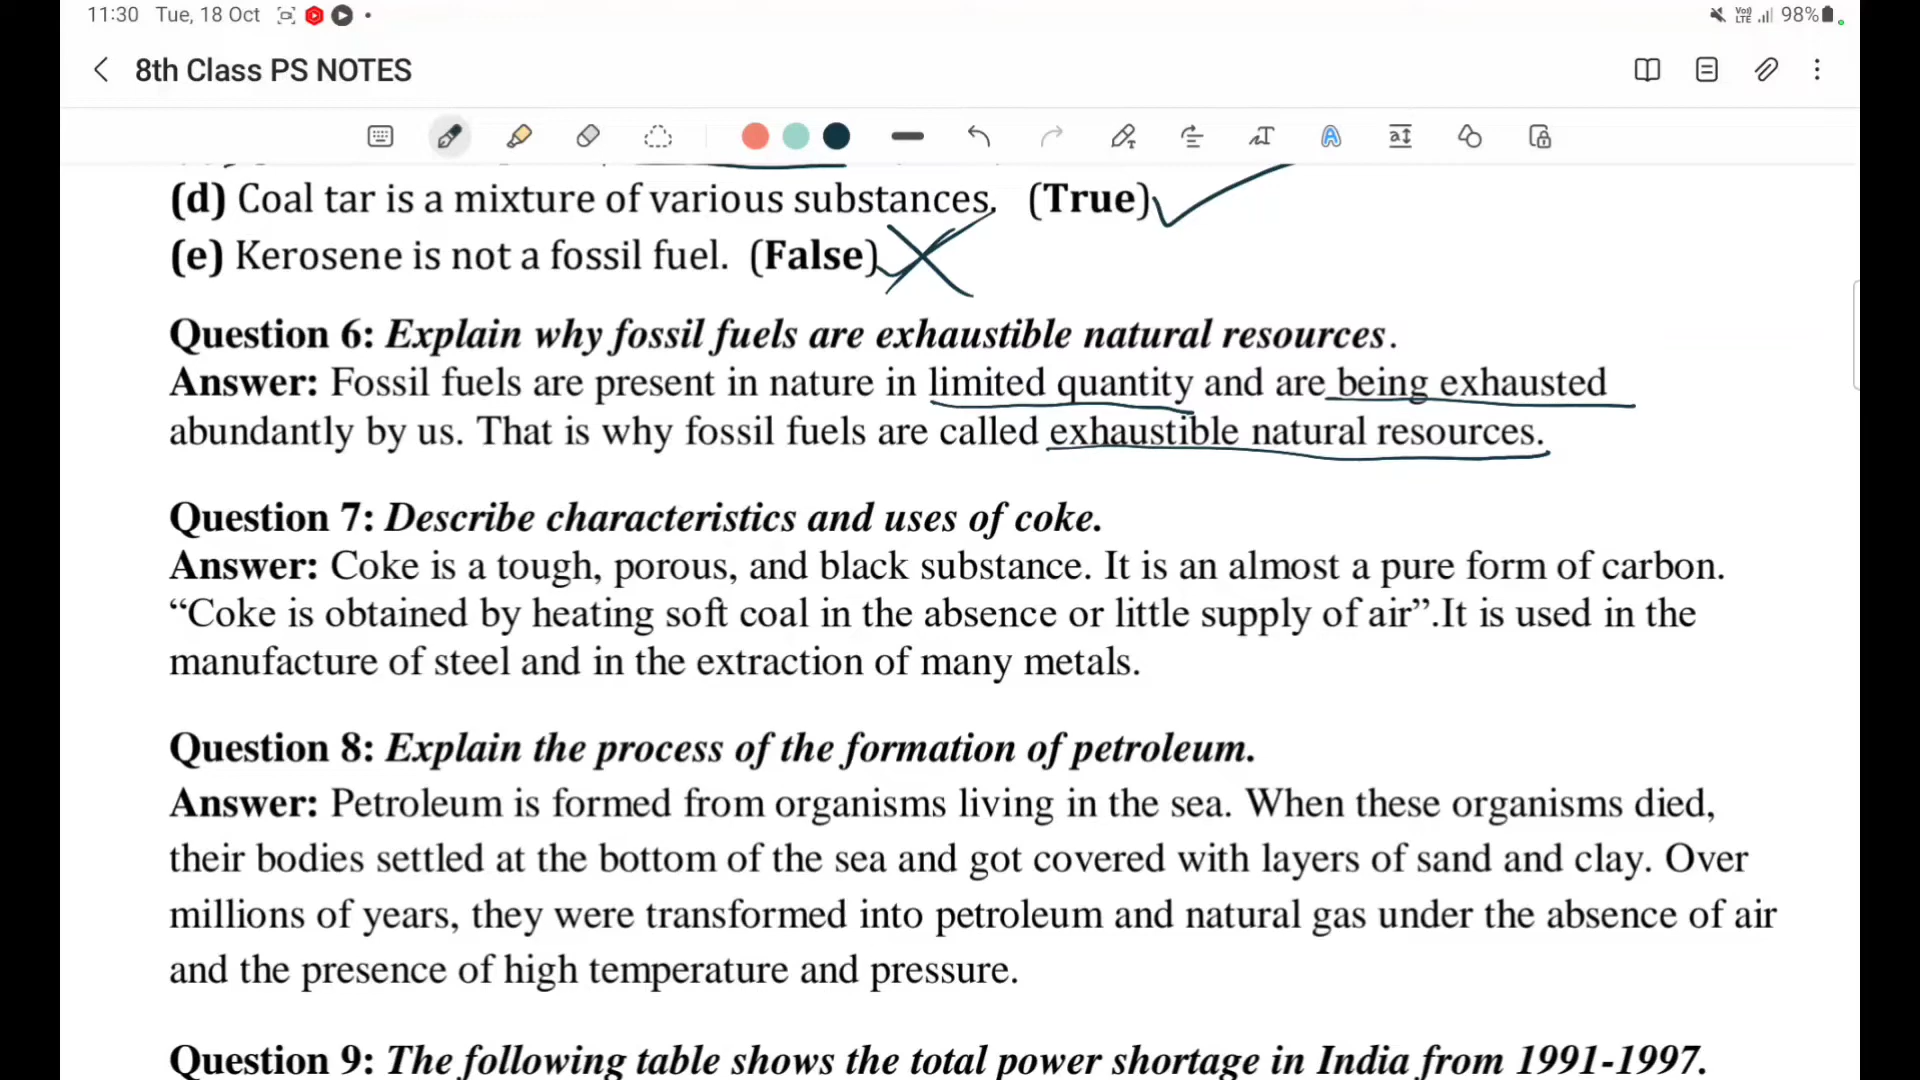 11:30 Tue, 18 Oct 98%
8th Class PS NOTES
(d) Coal tar is a mixture of various substances. (True)
(e) Kerosene is not a fossil fuel. (False)
Question 6: Explain why fossil fuels are exhaustible natural resources.
Answer: Fossil fuels are present in nature in limited quantity and are being exhausted
abundantly by us. That is why fossil fuels are called exhaustible natural resources.
Question 7: Describe characteristics and uses of coke.
Answer: Coke is a tough, porous, and black substance. It is an almost a pure form of carbon.
“Coke is obtained by heating soft coal in the absence or little supply of air”.It is used in the
manufacture of steel and in the extraction of many metals.
Question 8: Explain the process of the formation of petroleum.
Answer: Petroleum is formed from organisms living in the sea. When these organisms died,
their bodies settled at the bottom of the sea and got covered with layers of sand and clay. Over
millions of years, they were transformed into petroleum and natural gas under the absence of air
and the presence of high temperature and pressure.
Question 9: The following table shows the total power shortage in India from 1991-1997.